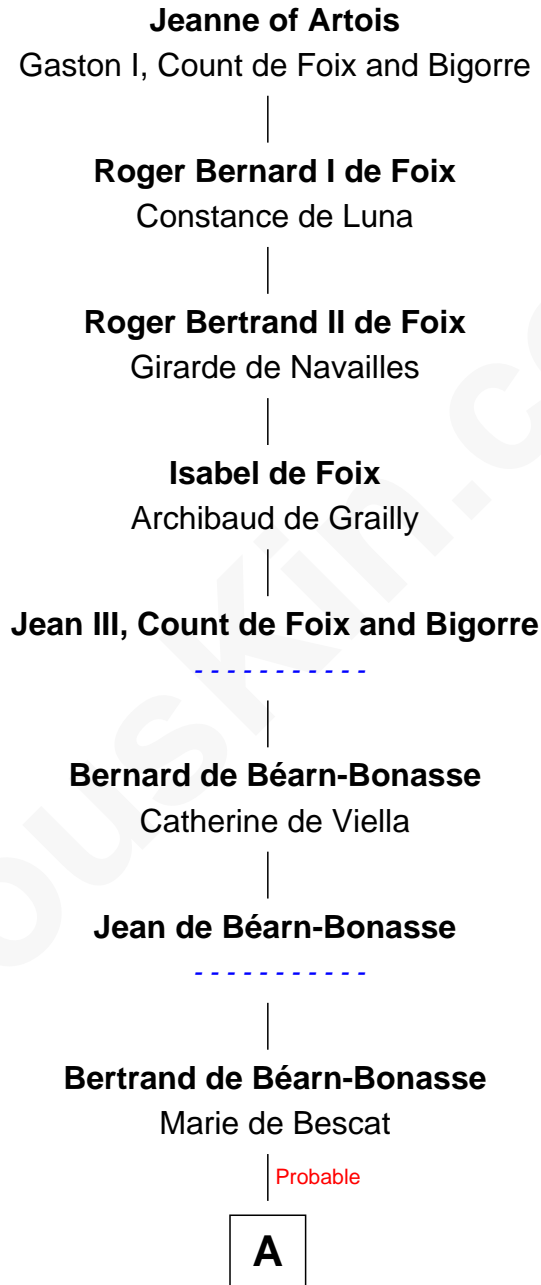 Jeanne of Artois
Gaston I, Count de Foix and Bigorre
Roger Bernard I de Foix
Constance de Luna
Roger Bertrand II de Foix
Girarde de Navailles
Isabel de Foix
Archibaud de Grailly
Jean III, Count de Foix and Bigorre
- - - - - - - - - - -
Bernard de Béarn-Bonasse
Catherine de Viella
Jean de Béarn-Bonasse
- - - - - - - - - - -
Bertrand de Béarn-Bonasse
Marie de Bescat
Probable
A